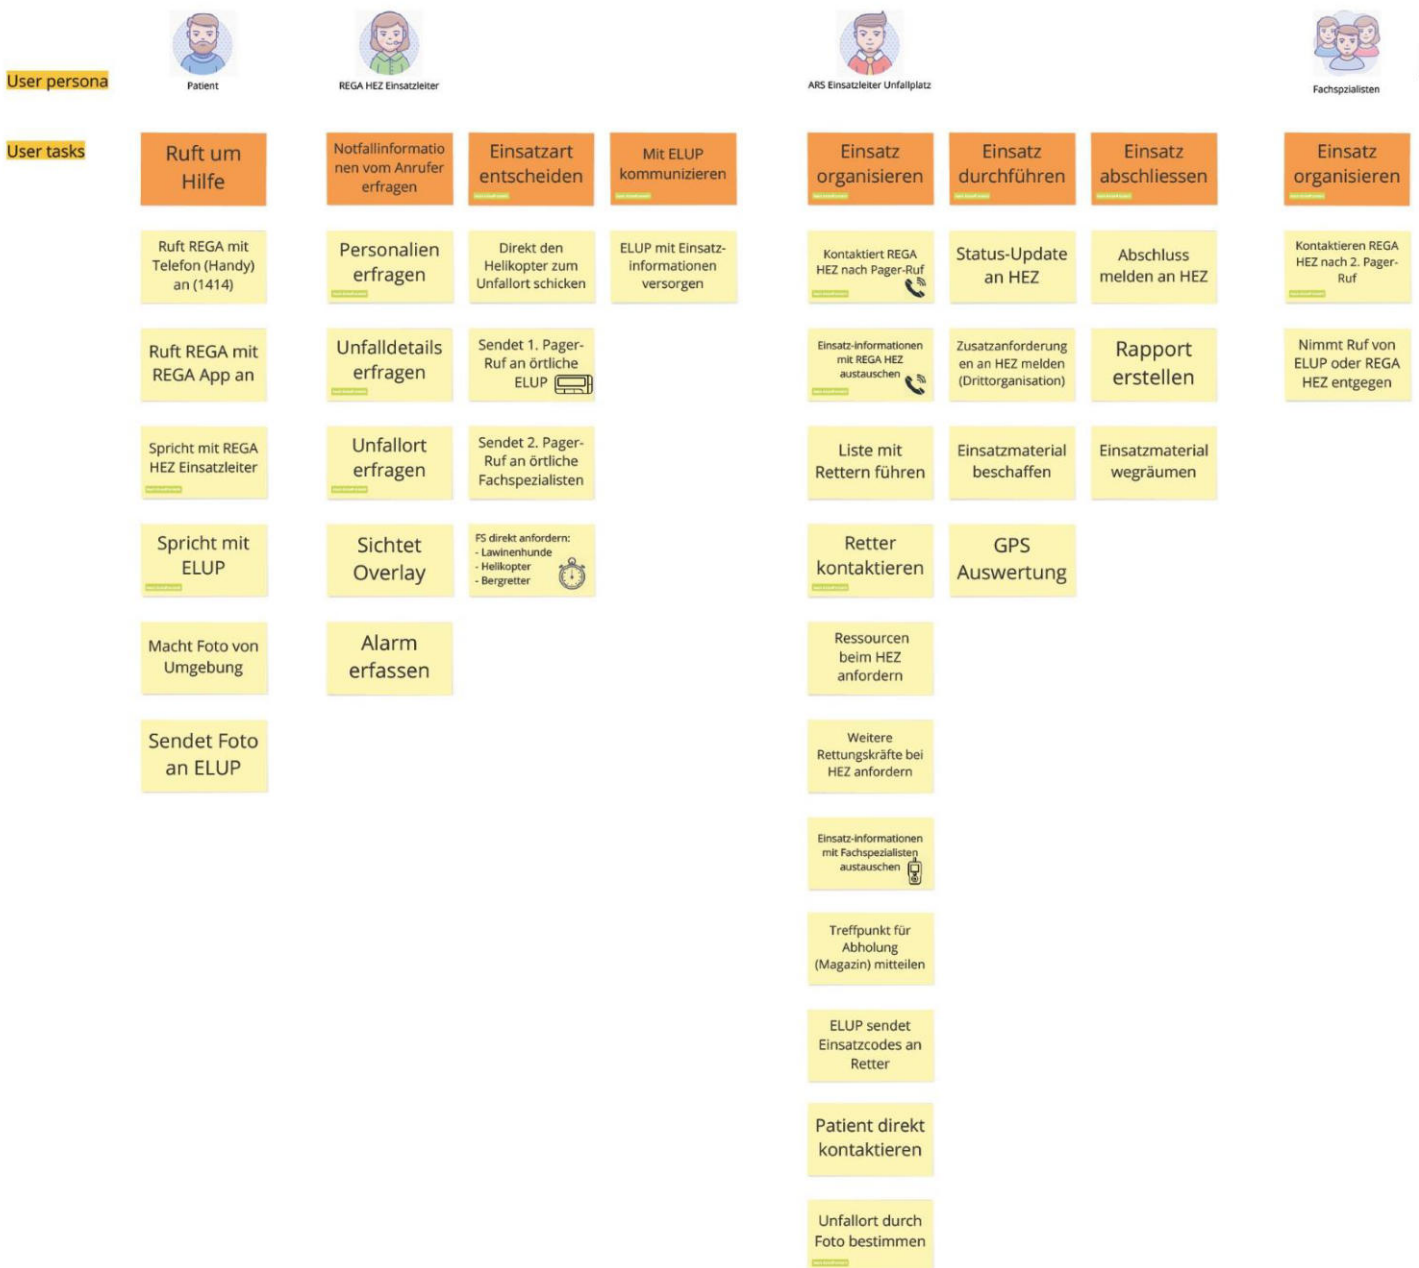 User persona
Patient
REGA HEZ Einsatzleiter
ARS Einsatzleiter Unfallplatz
Fachspzialisten
User tasks
Ruft um
Hilfe
Ruft REGA mit
Telefon (Handy)
an (1414)
Ruft REGA mit
REGA App an
Spricht mit REGA
HEZ Einsatzleiter
Spricht mit
ELUP
Macht Foto von
Umgebung
Sendet Foto
an ELUP
Notfallinformatio
nen vom Anrufer
erfragen
Personalien
erfragen
Unfalldetails
erfragen
Unfallort
erfragen
Sichtet
Overlay
Alarm
erfassen
Einsatzart
entscheiden
Direkt den
Helikopter zum
Unfallort schicken
Sendet 1. Pager-
Ruf an örtliche
ELUP
Sendet 2. Pager-
Ruf an örtliche
Fachspezialisten
FS direkt anfordern:
- Lawinenhunde
- Helikopter
- Bergretter
Mit ELUP
kommunizieren
ELUP mit Einsatz-
informationen
versorgen
Einsatz
organisieren
Kontaktiert REGA
HEZ nach Pager-Ruf
Einsatz-informationen
mit REGA HEZ
austauschen
Liste mit
Rettern führen
Retter
kontaktieren
Ressourcen
beim HEZ
anfordern
Weitere
Rettungskräfte bei
HEZ anfordern
Einsatz-informationen
mit Fachspezialisten
austauschen
Treffpunkt für
Abholung
(Magazin) mitteilen
ELUP sendet
Einsatzcodes an
Retter
Patient direkt
kontaktieren
Unfallort durch
Foto bestimmen
Einsatz
durchführen
Status-Update
an HEZ
Zusatzanforderung
en an HEZ melden
(Drittorganisation)
Einsatzmaterial
beschaffen
GPS
Auswertung
Einsatz
abschliessen
Abschluss
melden an HEZ
Rapport
erstellen
Einsatzmaterial
wegräumen
Einsatz
organisieren
Kontaktieren REGA
HEZ nach 2. Pager-
Ruf
Nimmt Ruf von
ELUP oder REGA
HEZ entgegen